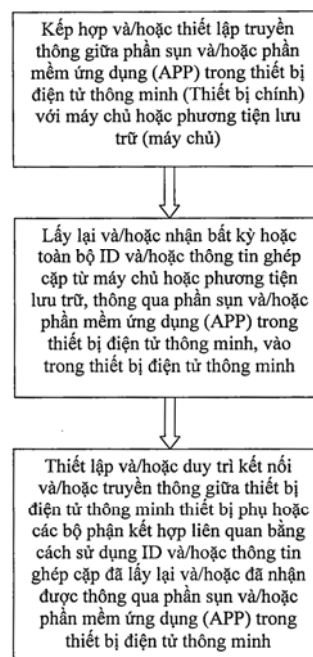 Kếp hợp và/hoặc thiết lập truyền
thông giữa phần sụn và/hoặc phần
mềm ứng dụng (APP) trong thiết bị
điện tử thông minh (Thiết bị chính)
với máy chủ hoặc phương tiện lưu
trữ (máy chủ)
Lấy lại và/hoặc nhận bất kỳ hoặc
toàn bộ ID và/hoặc thông tin ghép
cặp từ máy chủ hoặc phương tiện
lưu trữ, thông qua phần sụn và/hoặc
phần mềm ứng dụng (APP) trong
thiết bị điện tử thông minh, vào
trong thiết bị điện tử thông minh
Thiết lập và/hoặc duy trì kết nối
và/hoặc truyền thông giữa thiết bị
điện tử thông minh thiết bị phụ hoặc
các bộ phận kết hợp liên quan bằng
cách sử dụng ID và/hoặc thông tin
ghép cặp đã lấy lại và/hoặc đã nhận
được thông qua phần sụn và/hoặc
phần mềm ứng dụng (APP) trong
thiết bị điện tử thông minh